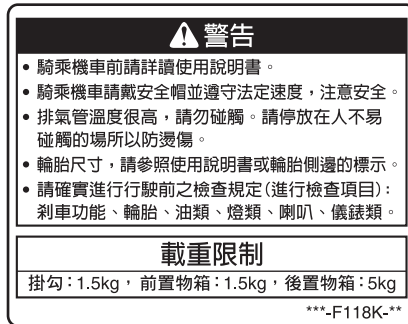 警告
• 騎乘機車前請詳讀使用說明書。
• 騎乘機車請戴安全帽並遵守法定速度，注意安全。
• 排氣管溫度很高，請勿碰觸。請停放在人不易
碰觸的場所以防燙傷。
• 輪胎尺寸，請參照使用說明書或輪胎側邊的標示。
• 請確實進行行駛前之檢查規定(進行檢查項目)：
剎車功能、輪胎、油類、燈類、喇叭、儀錶類。
載重限制
掛勾：1.5kg，前置物箱：1.5kg，後置物箱：5kg
***-F118K-**